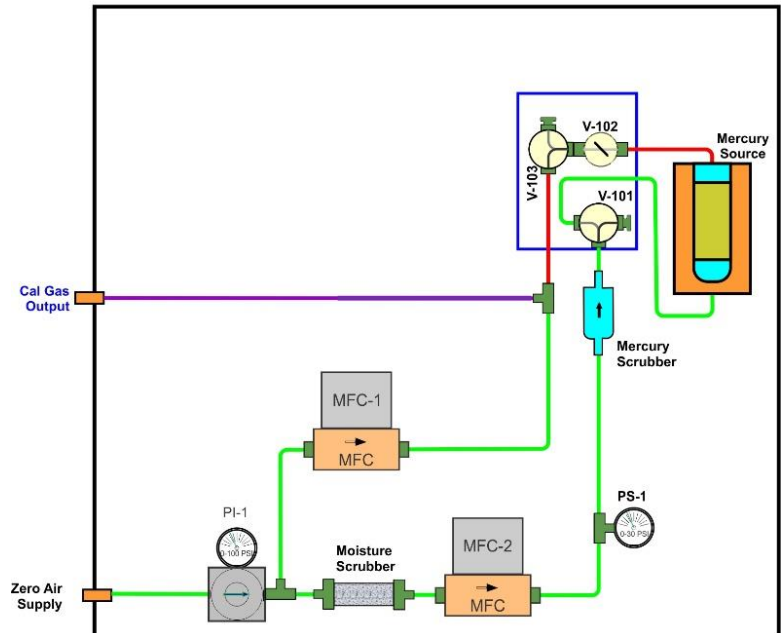 V-102
Mercury
Source
V-103
V-101
Cal Gas
Output
Mercury
Scrubber
MFC-1
MFC
PI-1
0-100 PSI
Moisture
Scrubber
MFC-2
MFC
PS-1
0-30 PSI
Zero Air
Supply